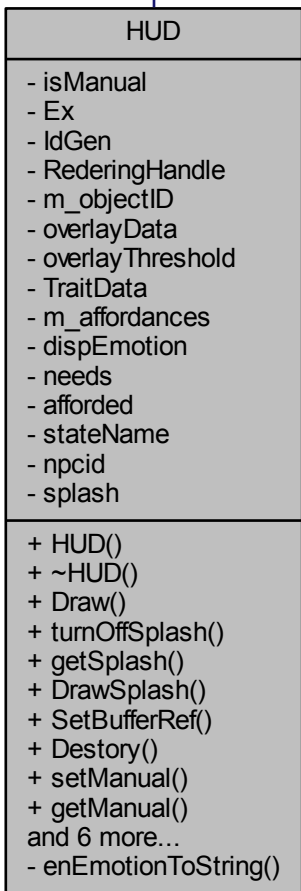 HUD
- isManual
- Ex
- IdGen
- RederingHandle
- m_objectID
- overlayData
- overlayThreshold
- TraitData
- m_affordances
- dispEmotion
- needs
- afforded
- stateName
- npcid
- splash
+ HUD()
+ ~HUD()
+ Draw()
+ turnOffSplash()
+ getSplash()
+ DrawSplash()
+ SetBufferRef()
+ Destory()
+ setManual()
+ getManual()
and 6 more...
- enEmotionToString()